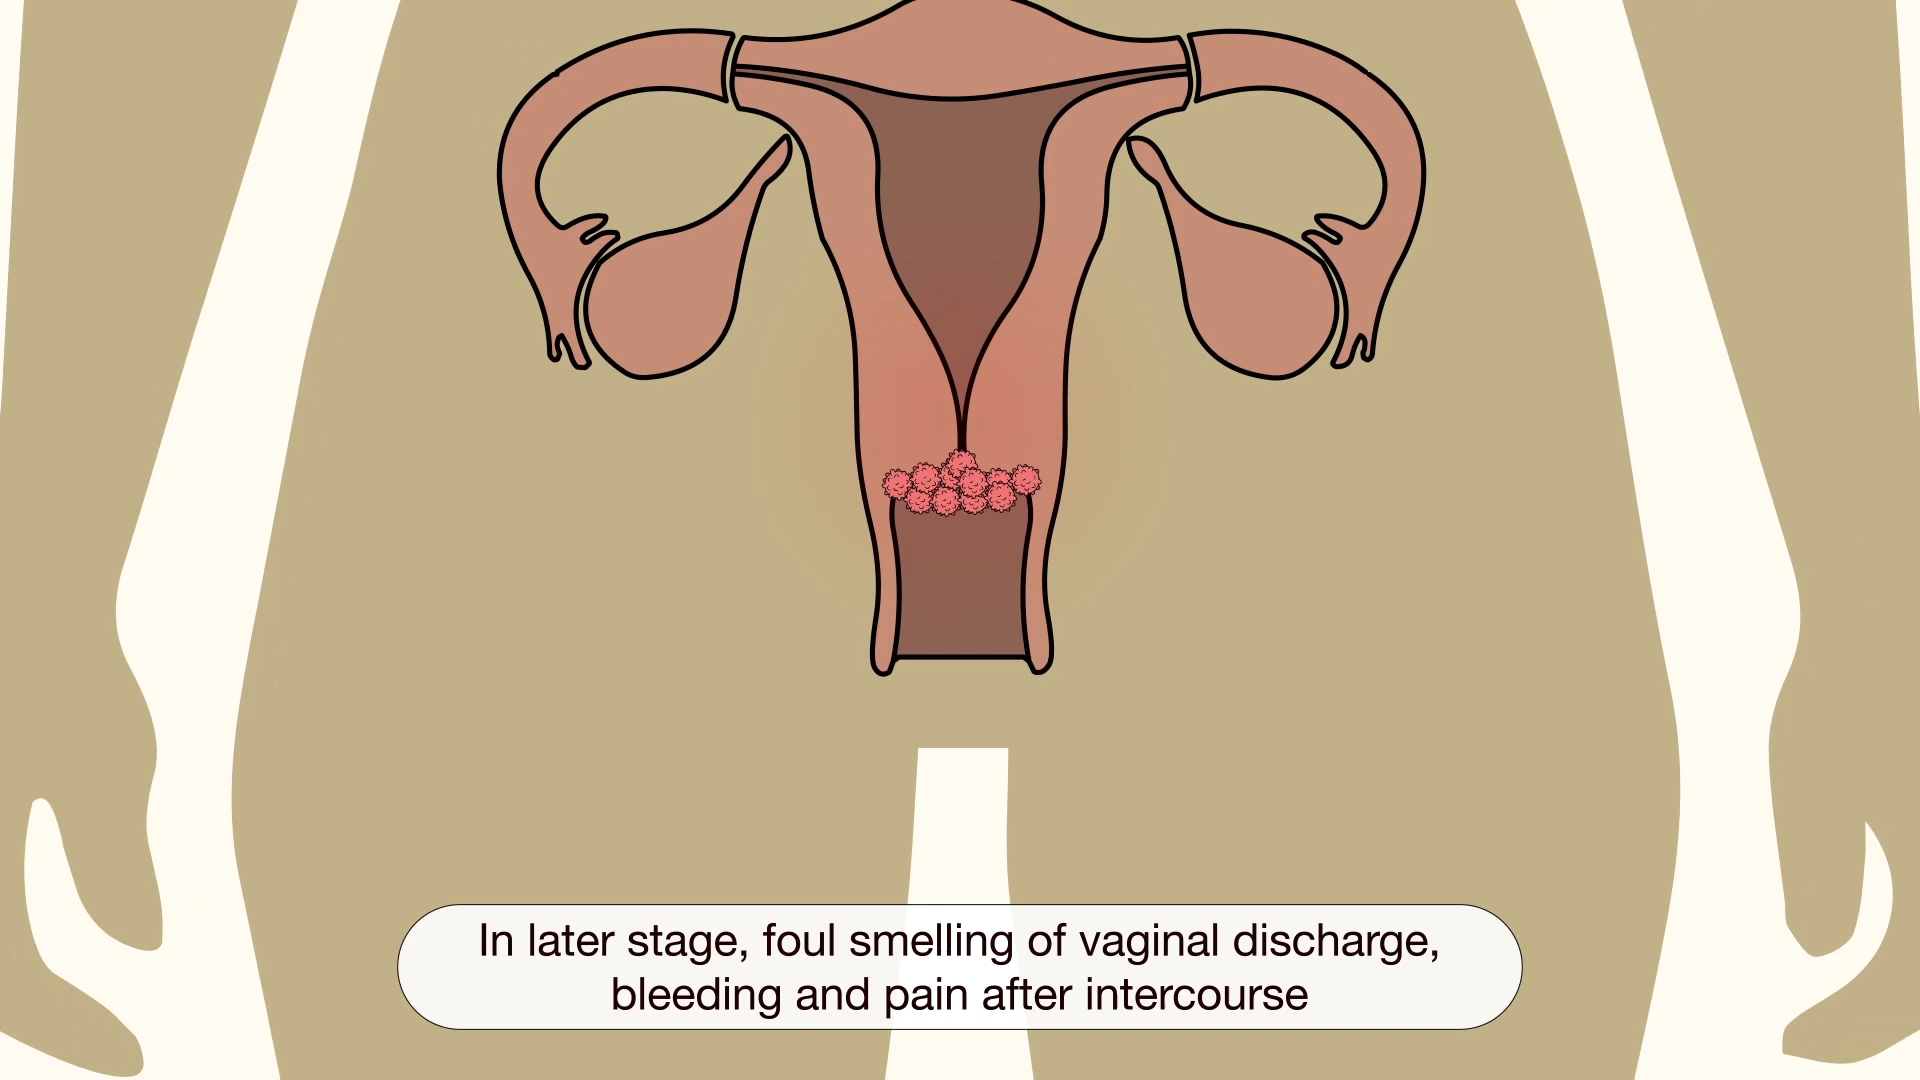 In later stage, foul smelling of vaginal discharge,
bleeding and pain after intercourse